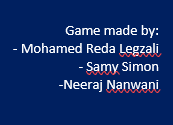 Game made by:
- Mohamed Reda Legzali
- Samy Simon
-Neeraj Nanwani